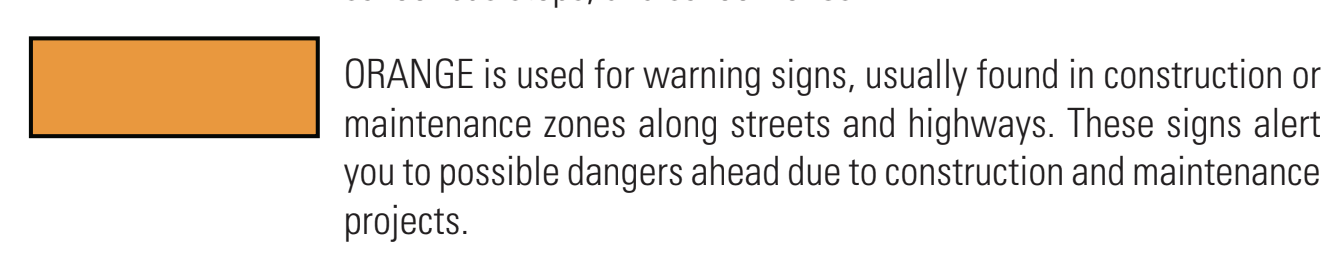 ORANGE is used for warning signs, usually found in construction or
maintenance zones along streets and highways. These signs alert
you to possible dangers ahead due to construction and maintenance
projects.